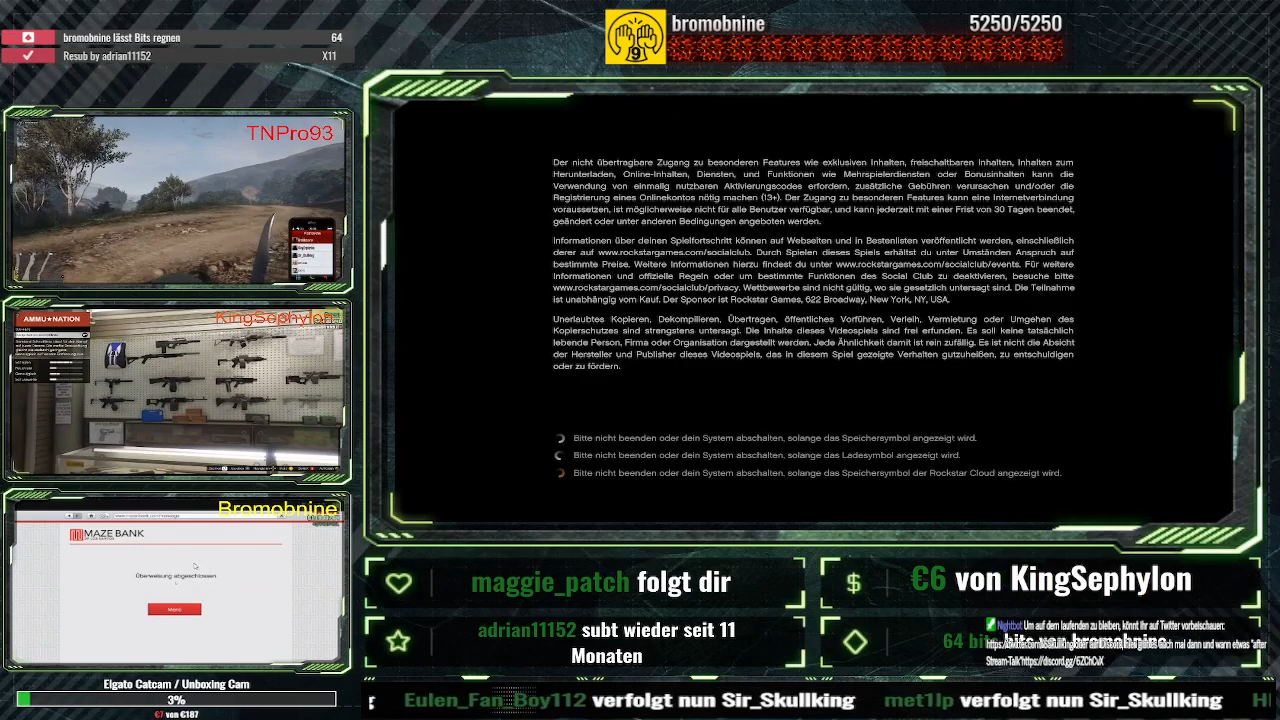 bromobnine lässt Bits regnen 64
Resub by adrian11152 X11
bromobnine 5250/5250
9
TNPro93
AMMU★NATION
KingSephylon
Bromobnine
MAZE BANK
Überweisung abgeschlossen
Menü
Elgato Catcam / Unboxing Cam
3%
€7 von €187
Der nicht übertragbare Zugang zu besonderen Features wie exklusiven Inhalten, freischaltbaren Inhalten, Inhalten zum
Herunterladen, Online-Inhalten, Diensten, und Funktionen wie Mehrspielerdiensten oder Bonusinhalten kann die
Verwendung von einmalig nutzbaren Aktivierungscodes erfordern, zusätzliche Gebühren verursachen und/oder die
Registrierung eines Onlinekontos nötig machen (13+). Der Zugang zu besonderen Features kann eine Internetverbindung
voraussetzen, ist möglicherweise nicht für alle Benutzer verfügbar, und kann jederzeit mit einer Frist von 30 Tagen beendet,
geändert oder unter anderen Bedingungen angeboten werden.
Informationen über deinen Spielfortschritt können auf Webseiten und in Bestenlisten veröffentlicht werden, einschließlich
derer auf www.rockstargames.com/socialclub. Durch Spielen dieses Spiels erhältst du unter Umständen Anspruch auf
bestimmte Preise. Weitere Informationen hierzu findest du unter www.rockstargames.com/socialclub/events. Für weitere
Informationen und offizielle Regeln oder um bestimmte Funktionen des Social Club zu deaktivieren, besuche bitte
www.rockstargames.com/socialclub/privacy. Wettbewerbe sind nicht gültig, wo sie gesetzlich untersagt sind. Die Teilnahme
ist unabhängig vom Kauf. Der Sponsor ist Rockstar Games, 622 Broadway, New York, NY, USA.
Unerlaubtes Kopieren, Dekompilieren, Übertragen, öffentliches Vorführen, Verleih, Vermietung oder Umgehen des
Kopierschutzes sind strengstens untersagt. Die Inhalte dieses Videospiels sind frei erfunden. Es soll keine tatsächlich
lebende Person, Firma oder Organisation dargestellt werden. Jede Ähnlichkeit damit ist rein zufällig. Es ist nicht die Absicht
der Hersteller und Publisher dieses Videospiels, das in diesem Spiel gezeigte Verhalten gutzuheißen, zu entschuldigen
oder zu fördern.
Bitte nicht beenden oder dein System abschalten, solange das Speichersymbol angezeigt wird.
Bitte nicht beenden oder dein System abschalten, solange das Ladesymbol angezeigt wird.
Bitte nicht beenden oder dein System abschalten, solange das Speichersymbol der Rockstar Cloud angezeigt wird.
maggie_patch folgt dir
€6 von KingSephylon
adrian11152 subt wieder seit 11
Monaten
64 bits bromobnine
Nightbot Um auf dem laufenden zu bleiben, könnt ihr auf Twitter vorbeischauen:
mal dann und wann etwas "after
Stream-Talk"
Eulen_Fan_Boy112 verfolgt nun Sir_Skullking met1lp verfolgt nun Sir_Skullking